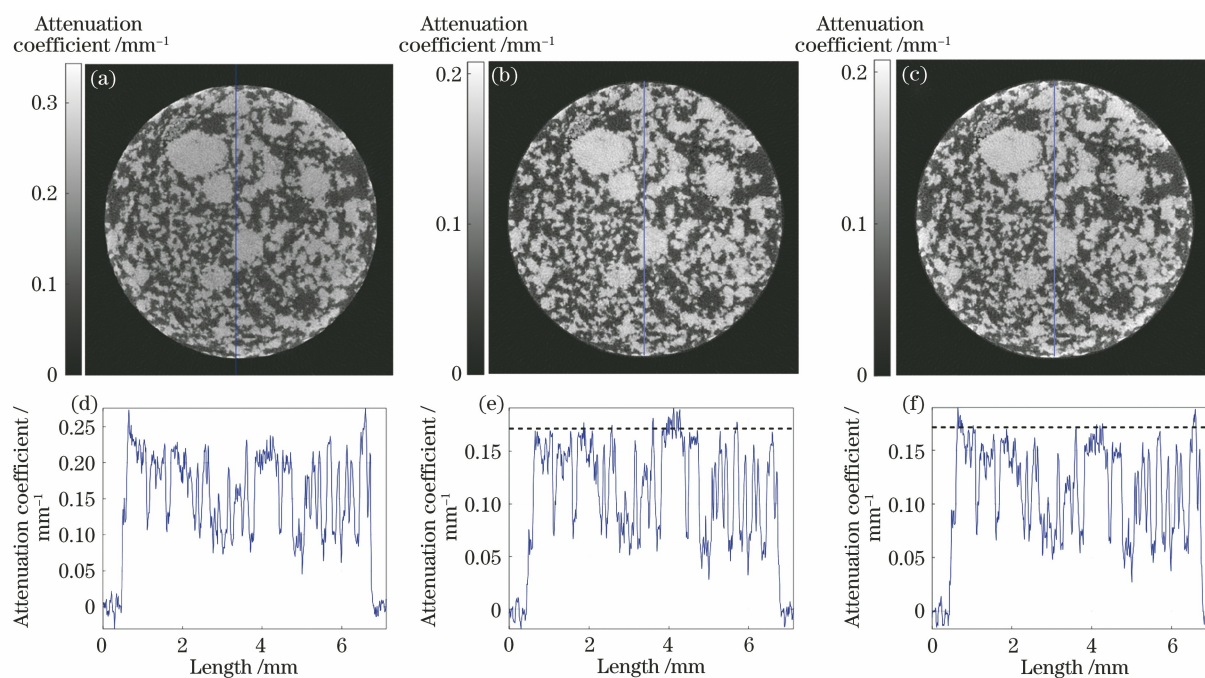 Attenuation
coefficient /mm⁻¹
(a)
0.3
0.2
0.1
0
Attenuation
coefficient /mm⁻¹
(b)
0.2
0.1
0
Attenuation
coefficient /mm⁻¹
(c)
0.2
0.1
0
(d)
Attenuation coefficient /
mm⁻¹
0.25
0.20
0.15
0.10
0.05
0
0 2 4 6
Length /mm
(e)
Attenuation coefficient /
mm⁻¹
0.15
0.10
0.05
0
0 2 4 6
Length /mm
(f)
Attenuation coefficient /
mm⁻¹
0.15
0.10
0.05
0
0 2 4 6
Length /mm